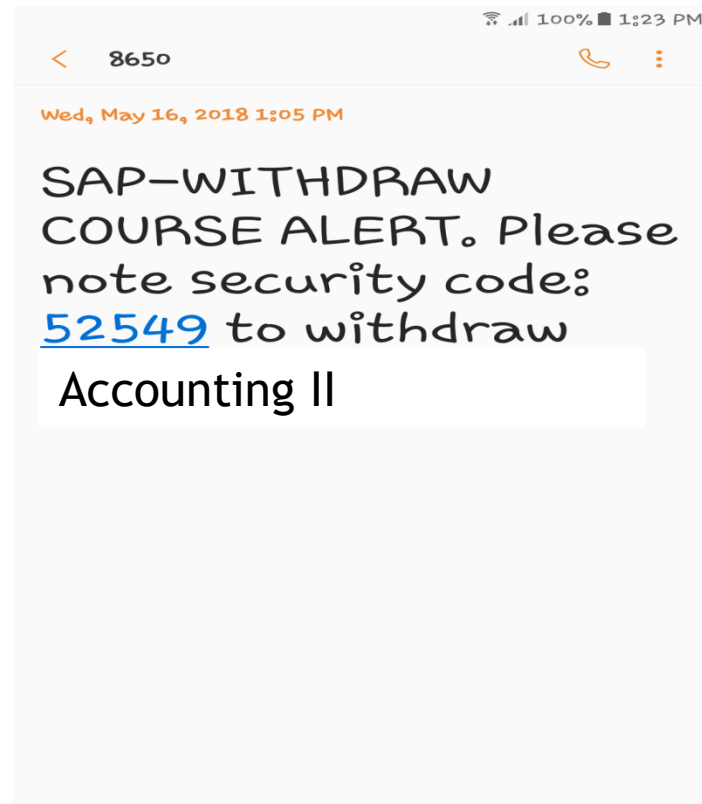 100% 1:23 PM
8650
Wed, May 16, 2018 1:05 PM
SAP-WITHDRAW
COURSE ALERT. Please
note security code:
52549 to withdraw
Accounting II